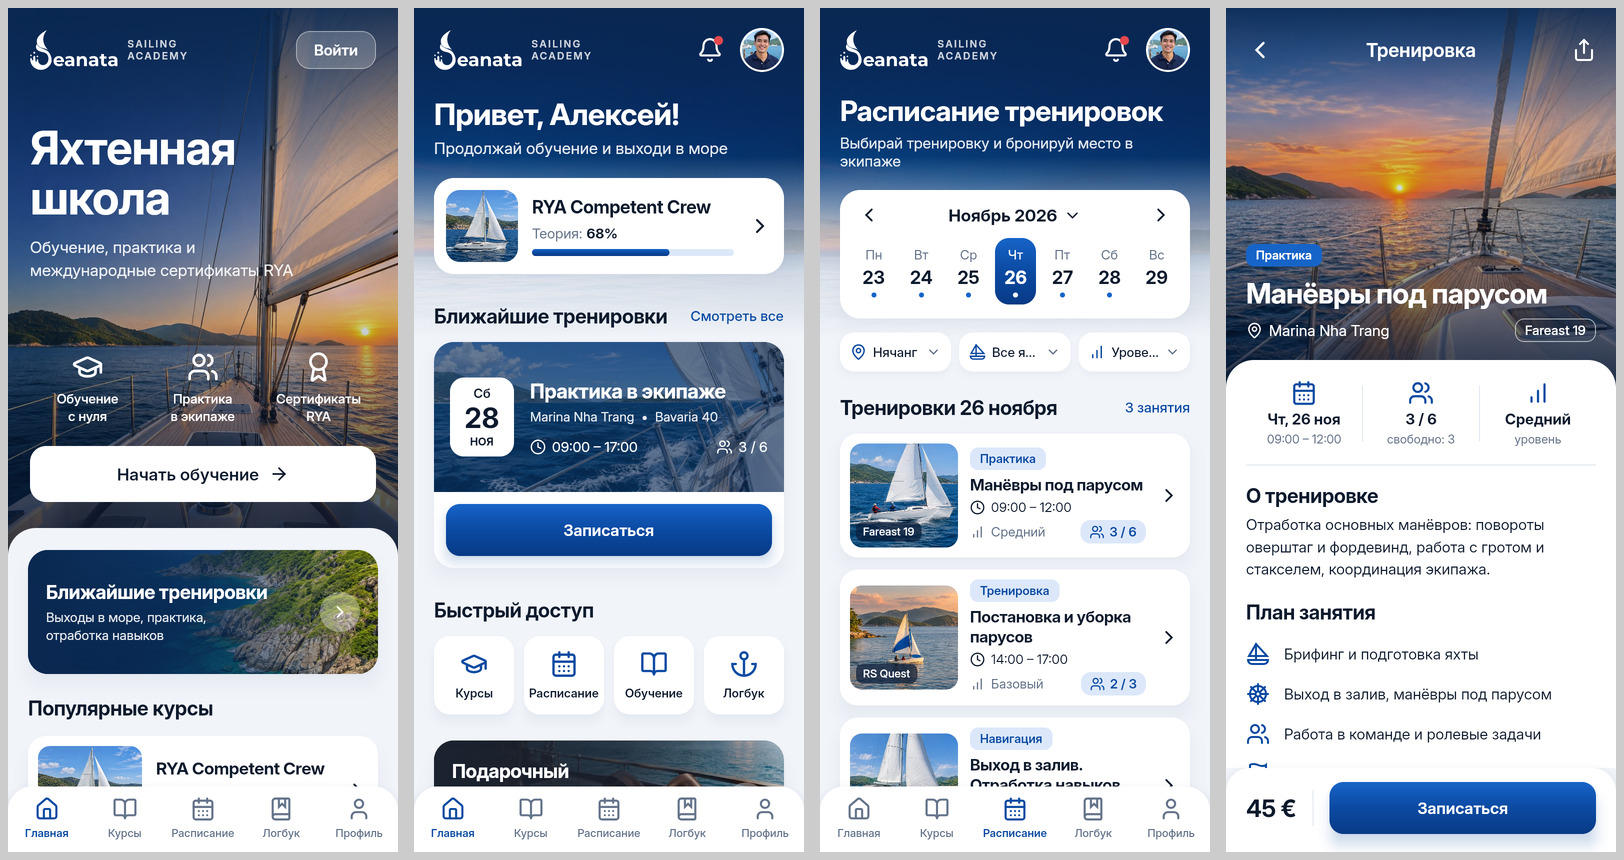 Seanata
SAILING
ACADEMY
Войти
Яхтенная
школа
Обучение, практика и
международные сертификаты RYA
Обучение
с нуля
Практика
в экипаже
Сертификаты
RYA
Начать обучение
Ближайшие тренировки
Выходы в море, практика,
отработка навыков
Популярные курсы
RYA Competent Crew
Главная
Курсы
Расписание
Логбук
Профиль
Seanata
SAILING
ACADEMY
Привет, Алексей!
Продолжай обучение и выходи в море
RYA Competent Crew
Теория: 68%
Ближайшие тренировки
Смотреть все
Сб
28
ноя
Практика в экипаже
Marina Nha Trang • Bavaria 40
09:00 – 17:00
3 / 6
Записаться
Быстрый доступ
Курсы
Расписание
Обучение
Логбук
Подарочный
Главная
Курсы
Расписание
Логбук
Профиль
Seanata
SAILING
ACADEMY
Расписание тренировок
Выбирай тренировку и бронируй место в
экипаже
Ноябрь 2026
Пн Вт Ср Чт Пт Сб Вс
23 24 25 26 27 28 29
Нячанг
Все я...
Урове...
Тренировки 26 ноября
3 занятия
Практика
Манёвры под парусом
09:00 – 12:00
Средний
3 / 6
Fareast 19
Тренировка
Постановка и уборка
парусов
14:00 – 17:00
Базовый
2 / 3
RS Quest
Навигация
Выход в залив.
Отработка навыков
Главная
Курсы
Расписание
Логбук
Профиль
Тренировка
Практика
Манёвры под парусом
Marina Nha Trang
Fareast 19
Чт, 26 ноя
09:00 – 12:00
3 / 6
свободно: 3
Средний
уровень
О тренировке
Отработка основных манёвров: повороты
оверштаг и фордевинд, работа с гротом и
стакселем, координация экипажа.
План занятия
Брифинг и подготовка яхты
Выход в залив, манёвры под парусом
Работа в команде и ролевые задачи
45 €
Записаться